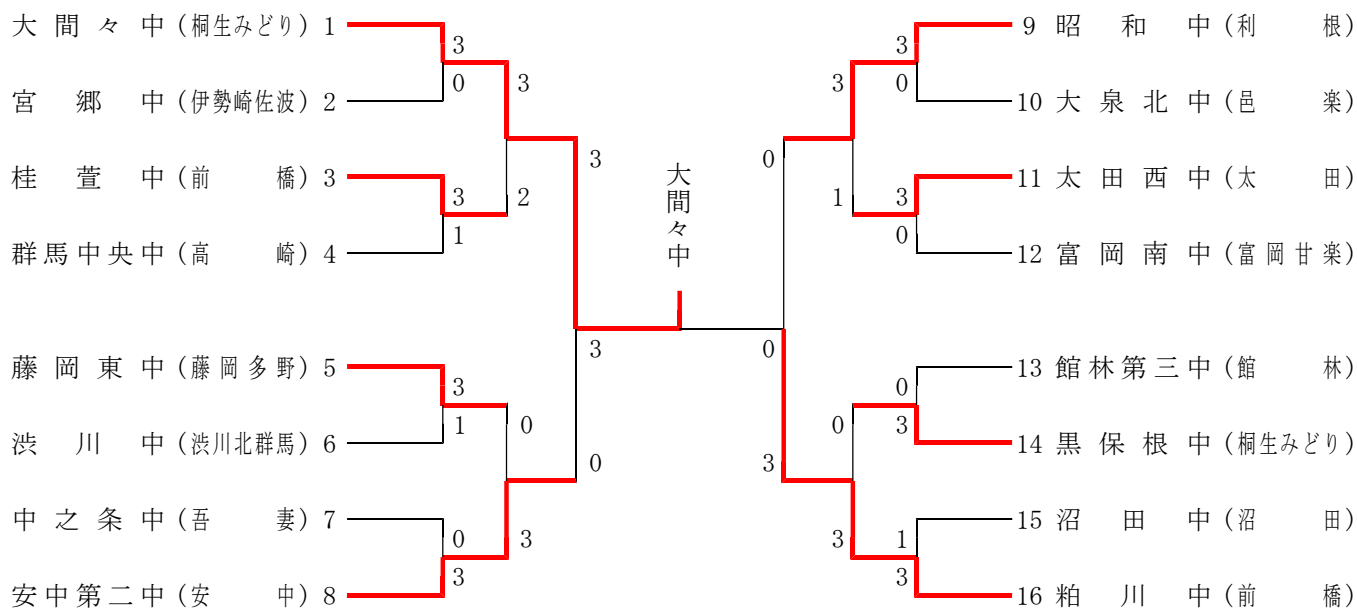 大間々中(桐生みどり) 1
3
0
宮郷中(伊勢崎佐波) 2
3
桂萱中(前橋) 3
3
1
2
群馬中央中(高崎) 4
3
藤岡東中(藤岡多野) 5
3
1
0
渋川中(渋川北群馬) 6
中之条中(吾妻) 7
0
3
3
安中第二中(安中) 8
0
3
大間々中
0
9 昭和中(利根)
3
0
3
10 大泉北中(邑楽)
0
11 太田西中(太田)
3
0
1
12 富岡南中(富岡甘楽)
13 館林第三中(館林)
0
3
0
14 黒保根中(桐生みどり)
3
15 沼田中(沼田)
1
3
3
16 粕川中(前橋)